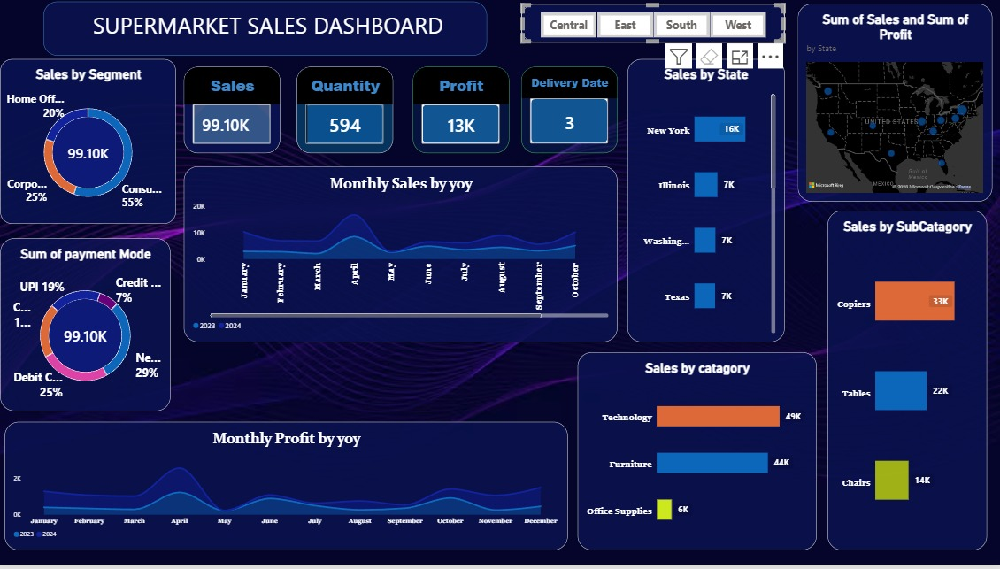 SUPERMARKET SALES DASHBOARD
Central East South West
Sum of Sales and Sum of
Profit
by State
UNITED STATES
Gulf of
Mexico
MEXICO
Microsoft Bing
© 2023 Microsoft Corporation Terms
Sales by Segment
Home Off...
20%
99.10K
Corpo...
25%
Consu...
55%
Sales
99.10K
Quantity
594
Profit
13K
Delivery Date
3
Sales by State
New York 16K
Illinois 7K
Washing... 7K
Texas 7K
Monthly Sales by yoy
20K
10K
0K
January
February
March
April
May
June
July
August
September
October
2023 2024
Sales by SubCatagory
Copiers 33K
Tables 22K
Chairs 14K
Sum of payment Mode
UPI 19%
Credit ...
7%
C...
1...
99.10K
Ne...
29%
Debit C...
25%
Sales by catagory
Technology 49K
Furniture 44K
Office Supplies 6K
Monthly Profit by yoy
2K
0K
January February March April May June July August September October November December
2023 2024